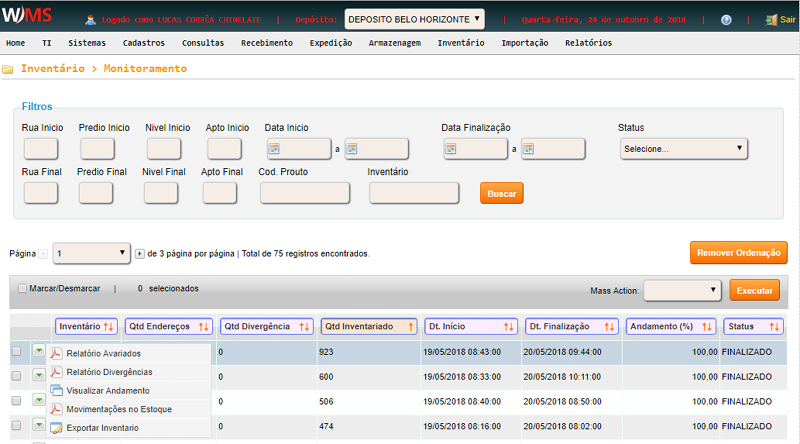 WMS Logado como LUCAS CORRÊA CHINELATE | Depósito: DEPOSITO BELO HORIZONTE | Quarta-feira, 24 de outubro de 2018 | | Sair
Home TI Sistemas Cadastros Consultas Recebimento Expedição Armazenagem Inventário Importação Relatórios
Inventário > Monitoramento
Filtros
Rua Inicio Predio Inicio Nivel Inicio Apto Inicio Data Inicio Data Finalização Status
a a Selecione...
Rua Final Predio Final Nivel Final Apto Final Cod. Prouto Inventário
Buscar
Página 1 de 3 página por página | Total de 75 registros encontrados. Remover Ordenação
Marcar/Desmarcar | 0 selecionados Mass Action: Executar
Inventário Qtd Endereços Qtd Divergência Qtd Inventariado Dt. Início Dt. Finalização Andamento (%) Status
Relatório Avariados 0 923 19/05/2018 08:43:00 20/05/2018 09:44:00 100,00 FINALIZADO
Relatório Divergências 0 600 19/05/2018 08:33:00 20/05/2018 10:11:00 100,00 FINALIZADO
Visualizar Andamento
0 506 19/05/2018 08:40:00 20/05/2018 08:50:00 100,00 FINALIZADO
Movimentações no Estoque
Exportar Inventario 0 474 19/05/2018 08:16:00 20/05/2018 08:02:00 100,00 FINALIZADO